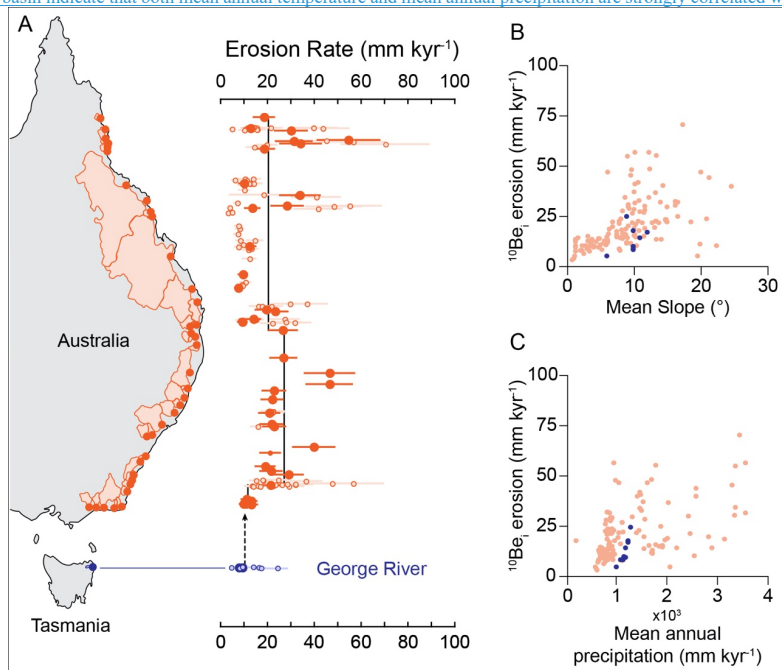 basin indicate that both mean annual temperature and mean annual precipitation are strongly correlated w
A
Erosion Rate (mm kyr-1)
0 20 40 60 80 100
Australia
George River
Tasmania
0 20 40 60 80 100
B
10Bei erosion (mm kyr-1)
100
75
50
25
0
0 10 20 30
Mean Slope (°)
C
10Bei erosion (mm kyr-1)
100
75
50
25
0
0 1 2 3 4
x10³
Mean annual
precipitation (mm kyr-1)